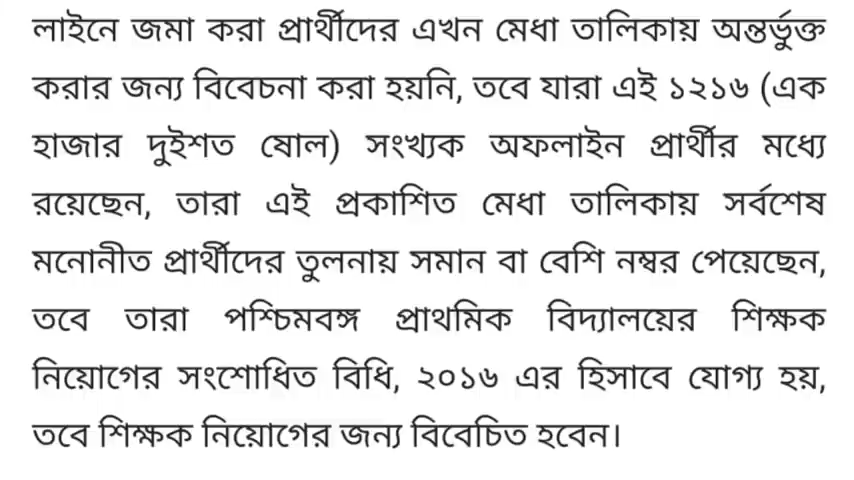 লাইনে জমা করা প্রার্থীদের এখন মেধা তালিকায় অন্তর্ভুক্ত
করার জন্য বিবেচনা করা হয়নি, তবে যারা এই ১২১৬ (এক
হাজার দুইশত ষোল) সংখ্যক অফলাইন প্রার্থীর মধ্যে
রয়েছেন, তারা এই প্রকাশিত মেধা তালিকায় সর্বশেষ
মনোনীত প্রার্থীদের তুলনায় সমান বা বেশি নম্বর পেয়েছেন,
তবে তারা পশ্চিমবঙ্গ প্রাথমিক বিদ্যালয়ের শিক্ষক
নিয়োগের সংশোধিত বিধি, ২০১৬ এর হিসাবে যোগ্য হয়,
তবে শিক্ষক নিয়োগের জন্য বিবেচিত হবেন।